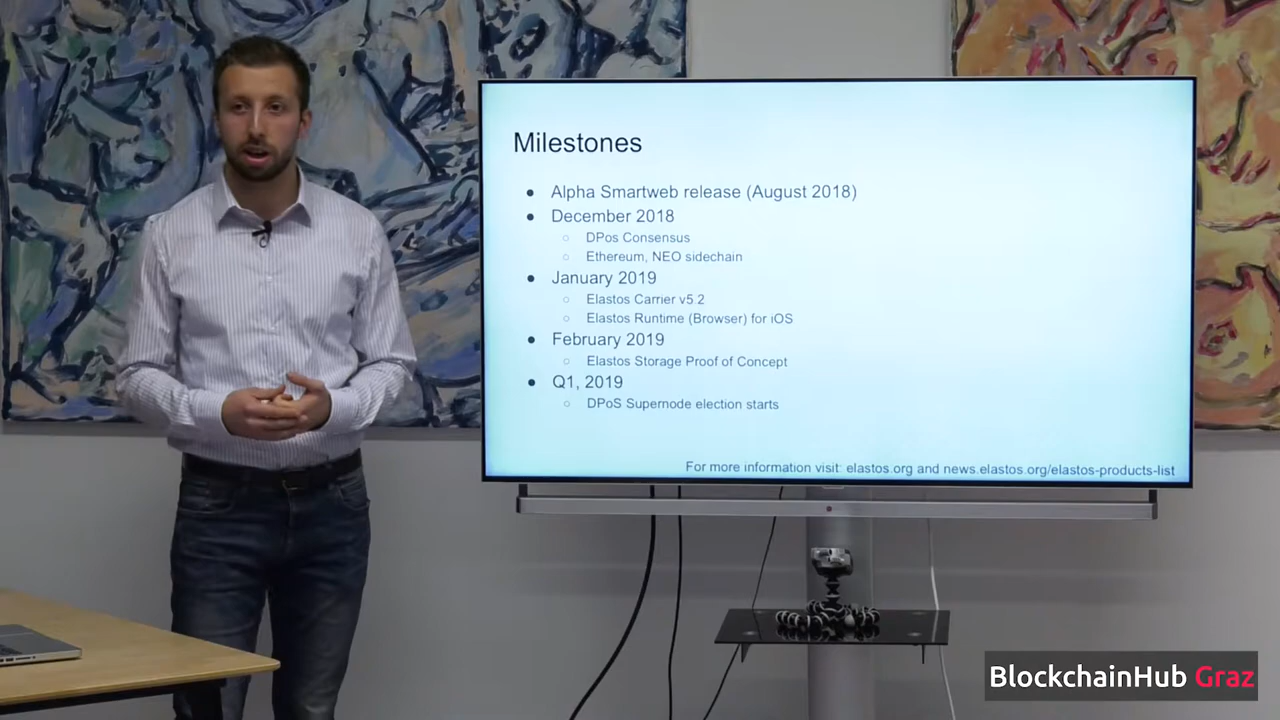 Milestones
● Alpha Smartweb release (August 2018)
● December 2018
○ DPos Consensus
○ Ethereum, NEO sidechain
● January 2019
○ Elastos Carrier v5.2
○ Elastos Runtime (Browser) for iOS
● February 2019
○ Elastos Storage Proof of Concept
● Q1, 2019
○ DPoS Supernode election starts
For more information visit: elastos.org and news.elastos.org/elastos-products-list
BlockchainHub Graz